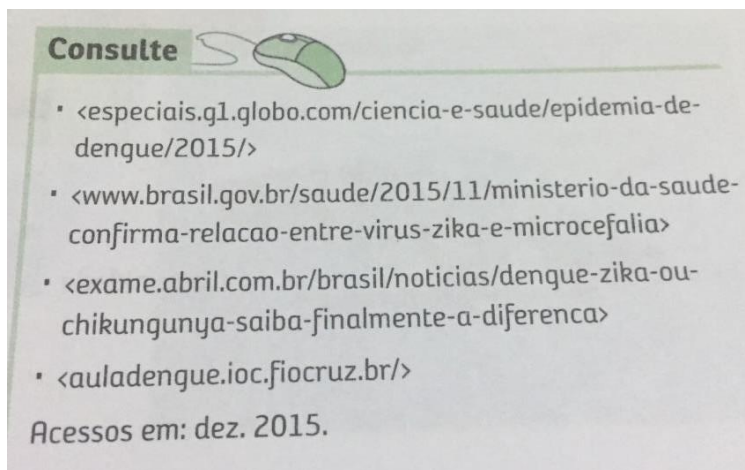 Consulte
▪ <especiais.g1.globo.com/ciencia-e-saude/epidemia-de-
dengue/2015/>
▪ <www.brasil.gov.br/saude/2015/11/ministerio-da-saude-
confirma-relacao-entre-virus-zika-e-microcefalia>
▪ <exame.abril.com.br/brasil/noticias/dengue-zika-ou-
chikungunya-saiba-finalmente-a-diferenca>
▪ <auladengue.ioc.fiocruz.br/>
Acessos em: dez. 2015.